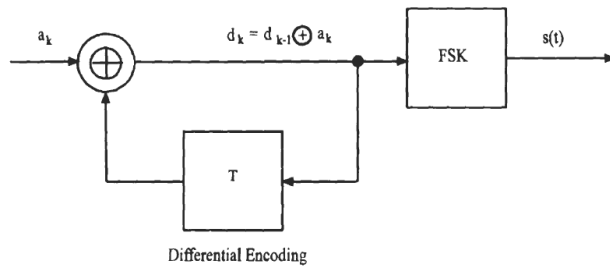 a_k
d_k = d_k-1 ⊕ a_k
FSK
s(t)
T
Differential Encoding